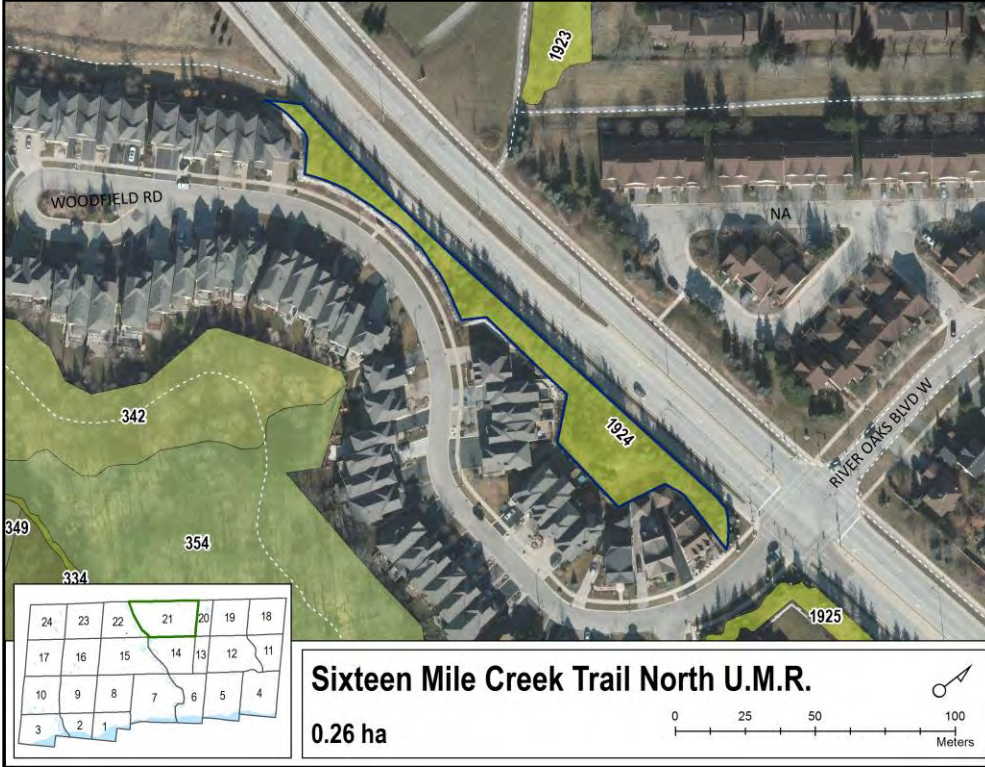 1923
WOODFIELD RD
NA
342
1924
RIVER OAKS BLVD W
349
354
334
1925
24 23 22 21 20 19 18
17 16 15 14 13 12 11
10 9 8 7 6 5 4
3 2 1
Sixteen Mile Creek Trail North U.M.R.
0.26 ha
0 25 50 100
Meters